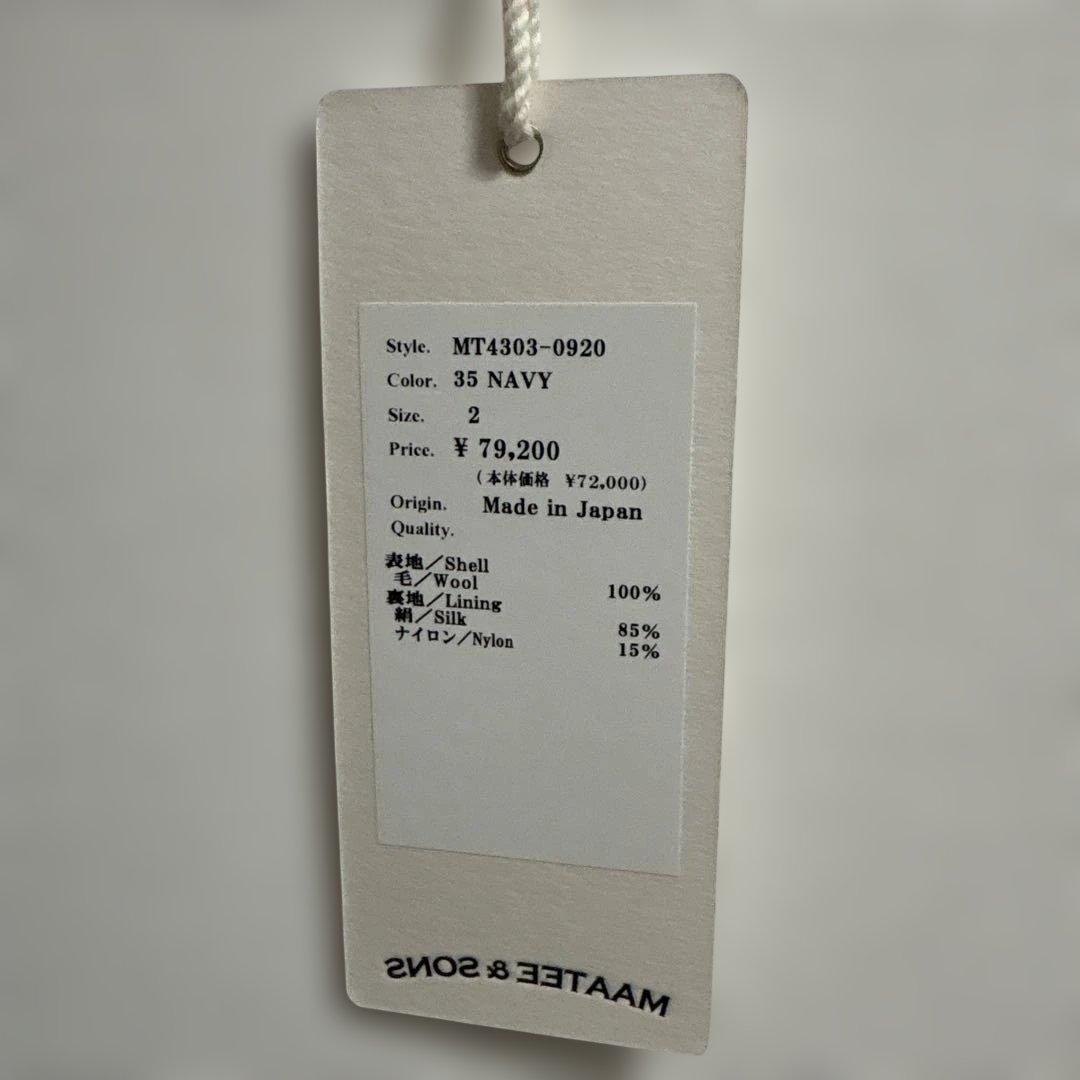 Style. MT4303-0920
Color. 35 NAVY
Size. 2
Price. ¥ 79,200
(本体価格 ¥72,000)
Origin. Made in Japan
Quality.
表地/Shell
毛/Wool 100%
裏地/Lining
絹/Silk 85%
ナイロン/Nylon 15%
MAATEE & SONS